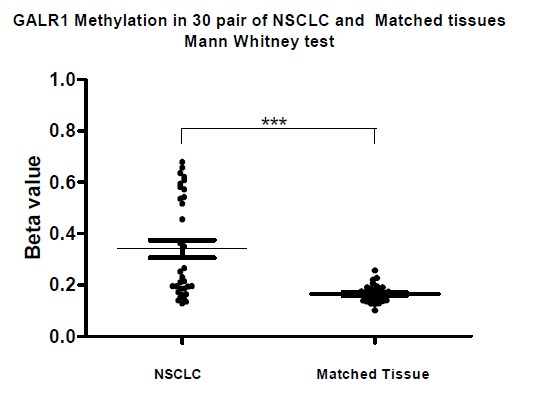 GALR1 Methylation in 30 pair of NSCLC and Matched tissues
Mann Whitney test
1.0
***
0.8
0.6
Beta value
0.4
0.2
0.0
NSCLC Matched Tissue